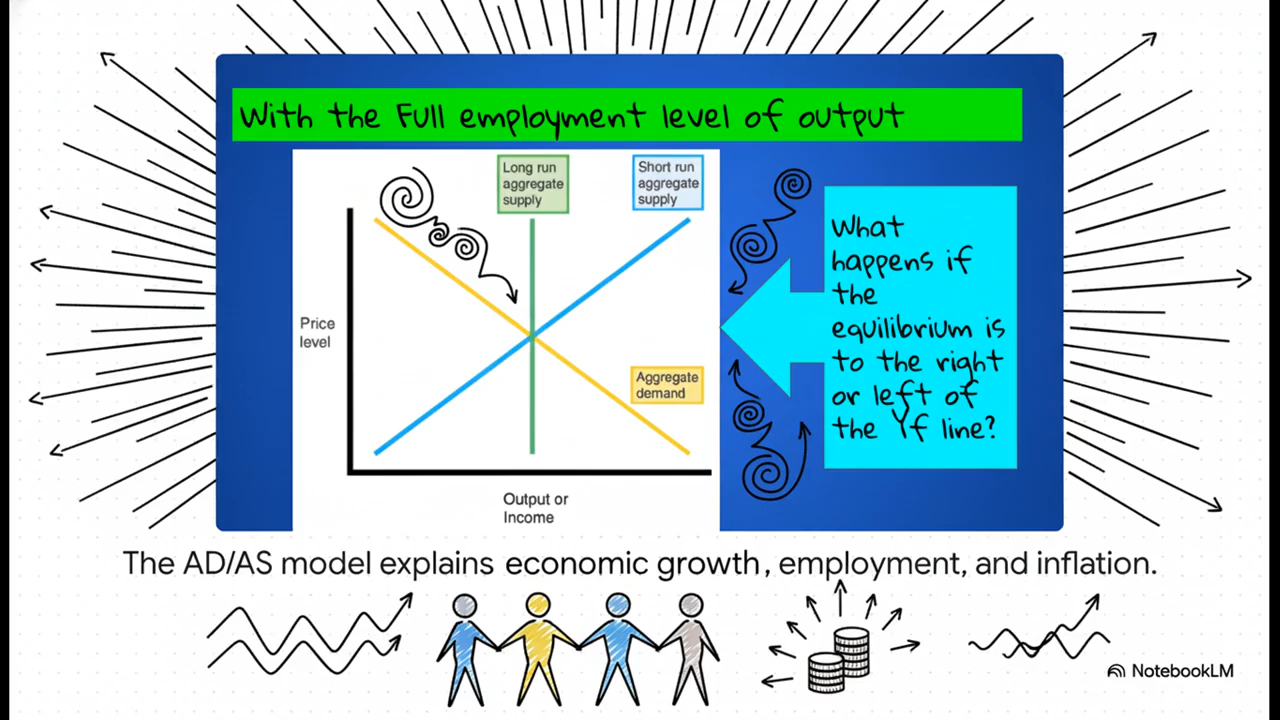 With the Full employment level of output
Long run
aggregate
supply
Short run
aggregate
supply
Price
level
Aggregate
demand
Output or
Income
What
happens if
the
equilibrium is
to the right
or left of
the Yf line?
The AD/AS model explains economic growth, employment, and inflation.
NotebookLM